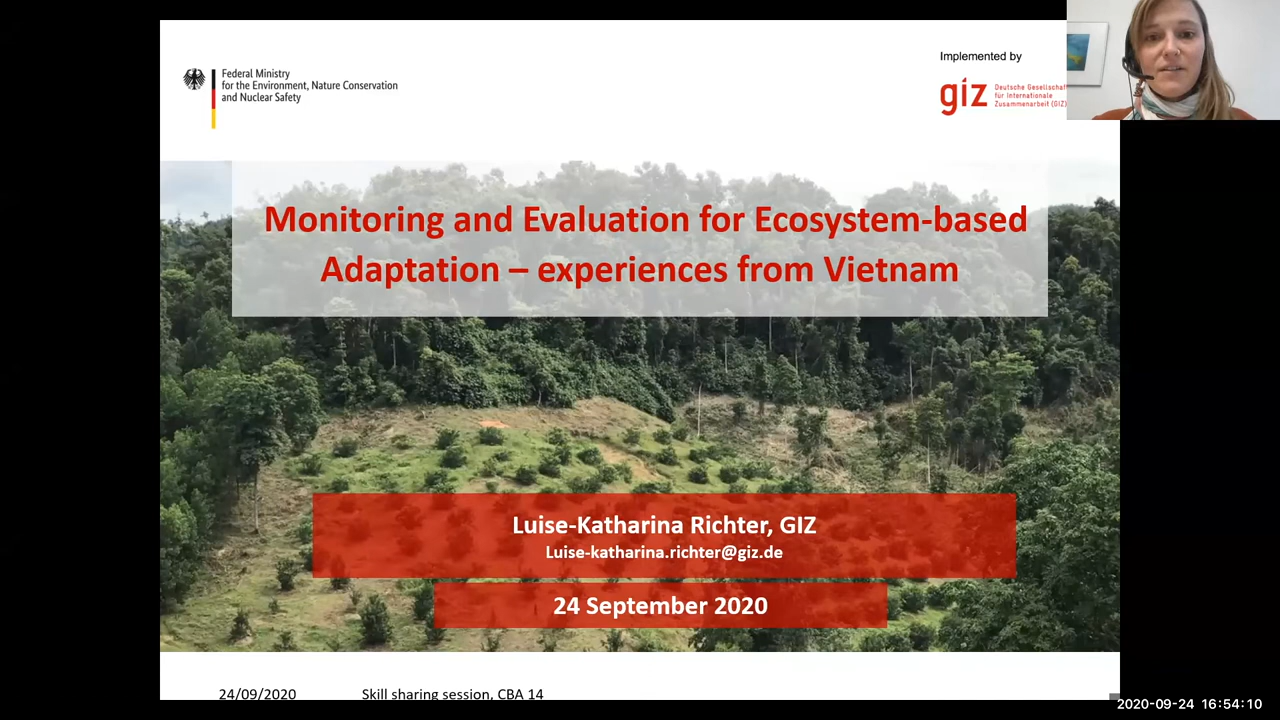 Federal Ministry
for the Environment, Nature Conservation
and Nuclear Safety
Implemented by
giz
Deutsche Gesellschaft
für Internationale
Zusammenarbeit (GIZ)
Monitoring and Evaluation for Ecosystem-based
Adaptation – experiences from Vietnam
Luise-Katharina Richter, GIZ
Luise-katharina.richter@giz.de
24 September 2020
24/09/2020
Skill sharing session, CBA 14
2020-09-24 16:54:10